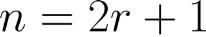 n = 2r + 1